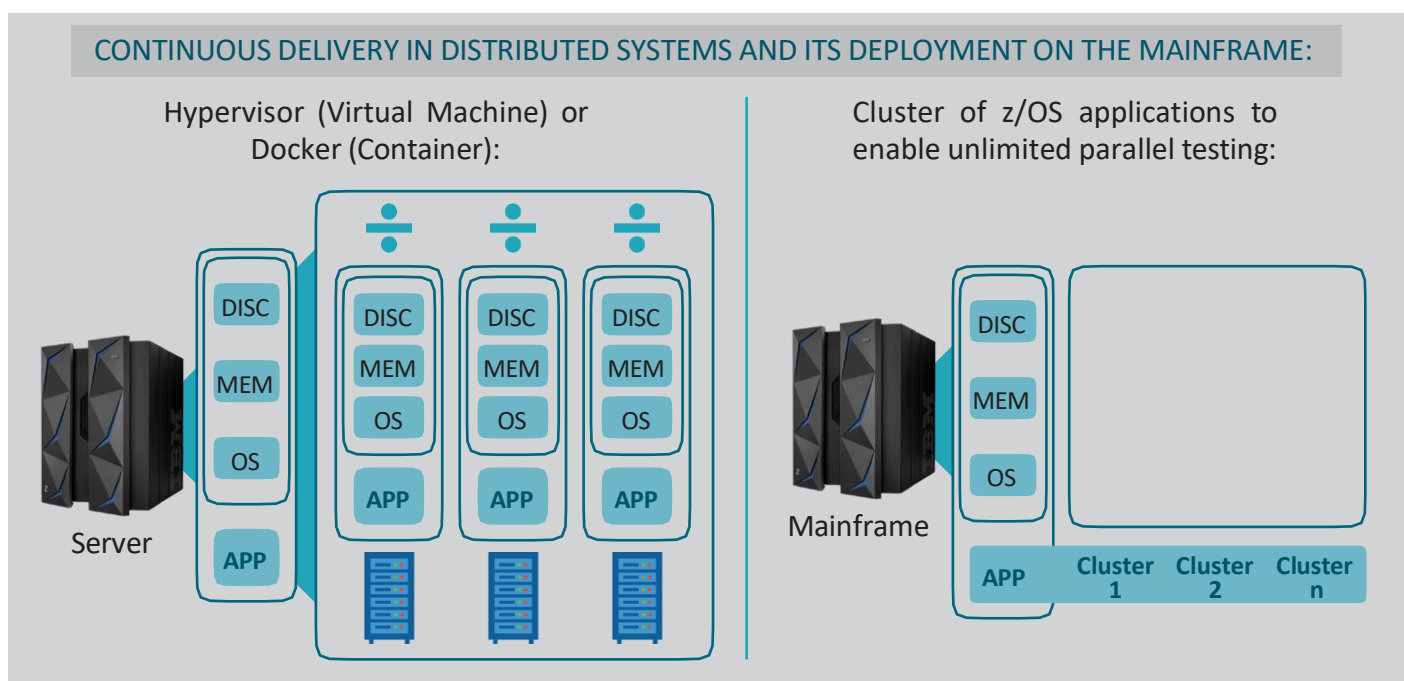 CONTINUOUS DELIVERY IN DISTRIBUTED SYSTEMS AND ITS DEPLOYMENT ON THE MAINFRAME:
Hypervisor (Virtual Machine) or
Docker (Container):
DISC
MEM
OS
APP
Server
DISC
MEM
OS
APP
DISC
MEM
OS
APP
DISC
MEM
OS
APP
Cluster of z/OS applications to
enable unlimited parallel testing:
DISC
MEM
OS
Mainframe
APP
Cluster
1
Cluster
2
Cluster
n
IBM
Z